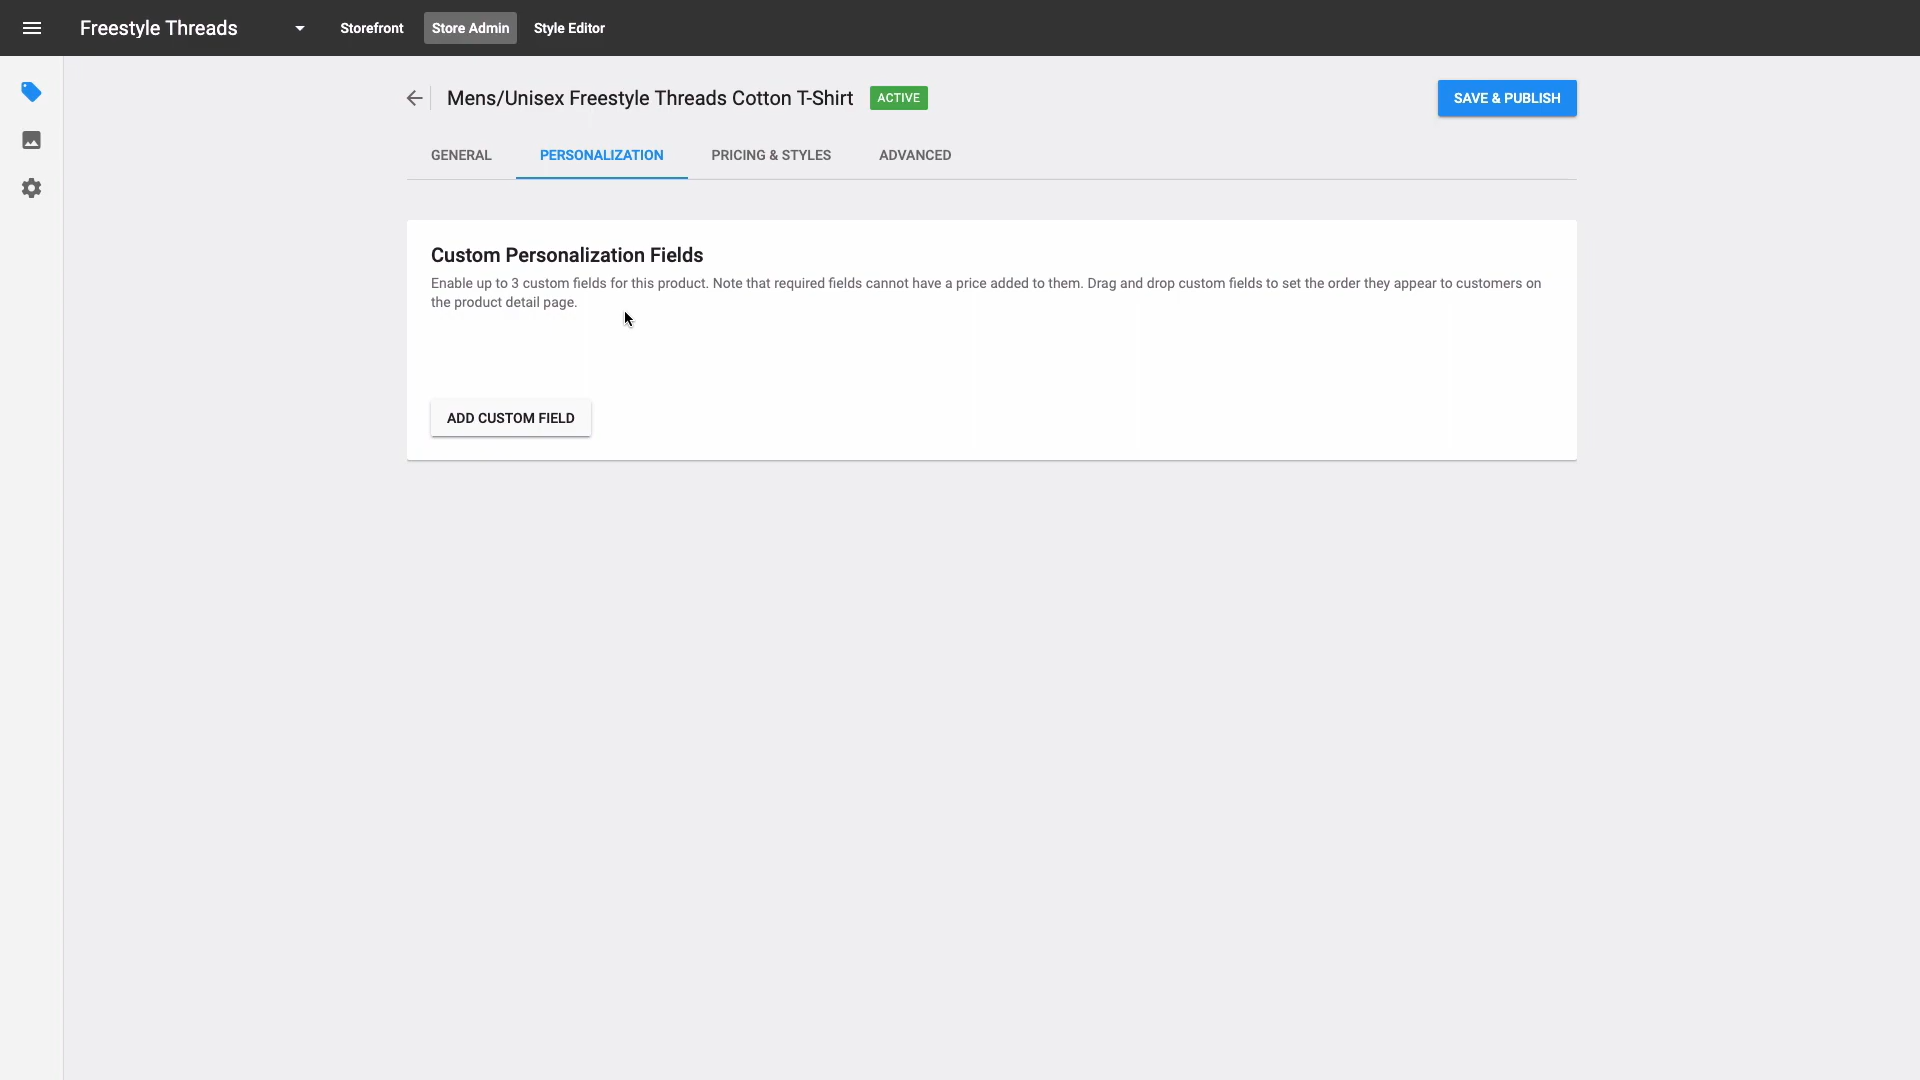 Freestyle Threads
Storefront
Store Admin
Style Editor
Mens/Unisex Freestyle Threads Cotton T-Shirt
ACTIVE
SAVE & PUBLISH
GENERAL
PERSONALIZATION
PRICING & STYLES
ADVANCED
Custom Personalization Fields
Enable up to 3 custom fields for this product. Note that required fields cannot have a price added to them. Drag and drop custom fields to set the order they appear to customers on
the product detail page.
ADD CUSTOM FIELD